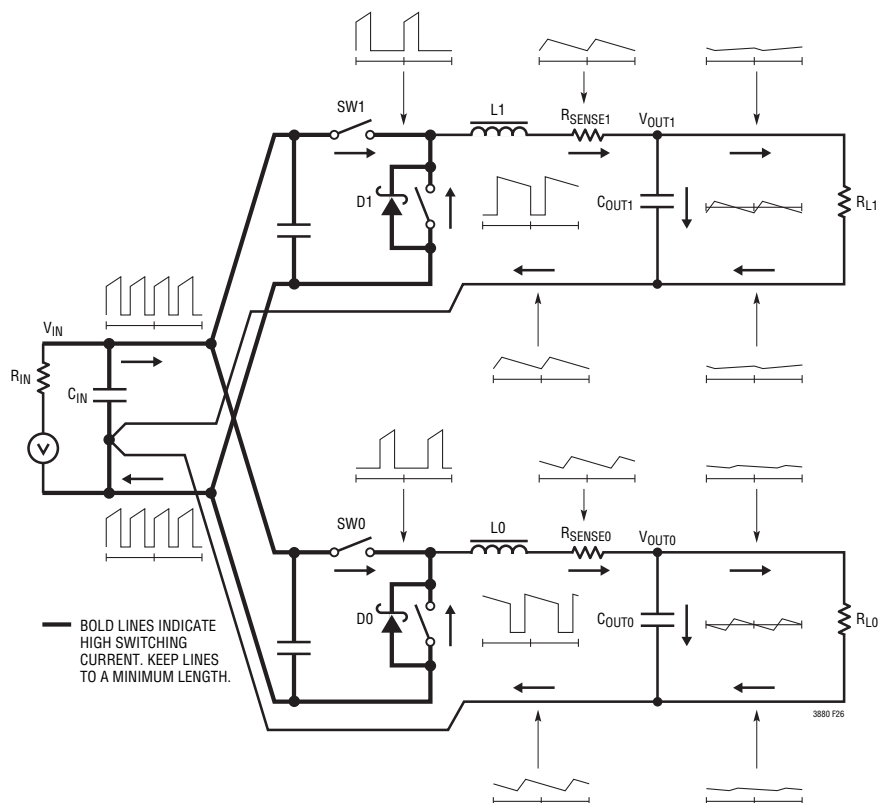 SW1
L1
RSENSE1
VOUT1
D1
COUT1
RL1
VIN
RIN
CIN
V
SW0
L0
RSENSE0
VOUT0
D0
COUT0
RL0
BOLD LINES INDICATE
HIGH SWITCHING
CURRENT. KEEP LINES
TO A MINIMUM LENGTH.
3880 F26